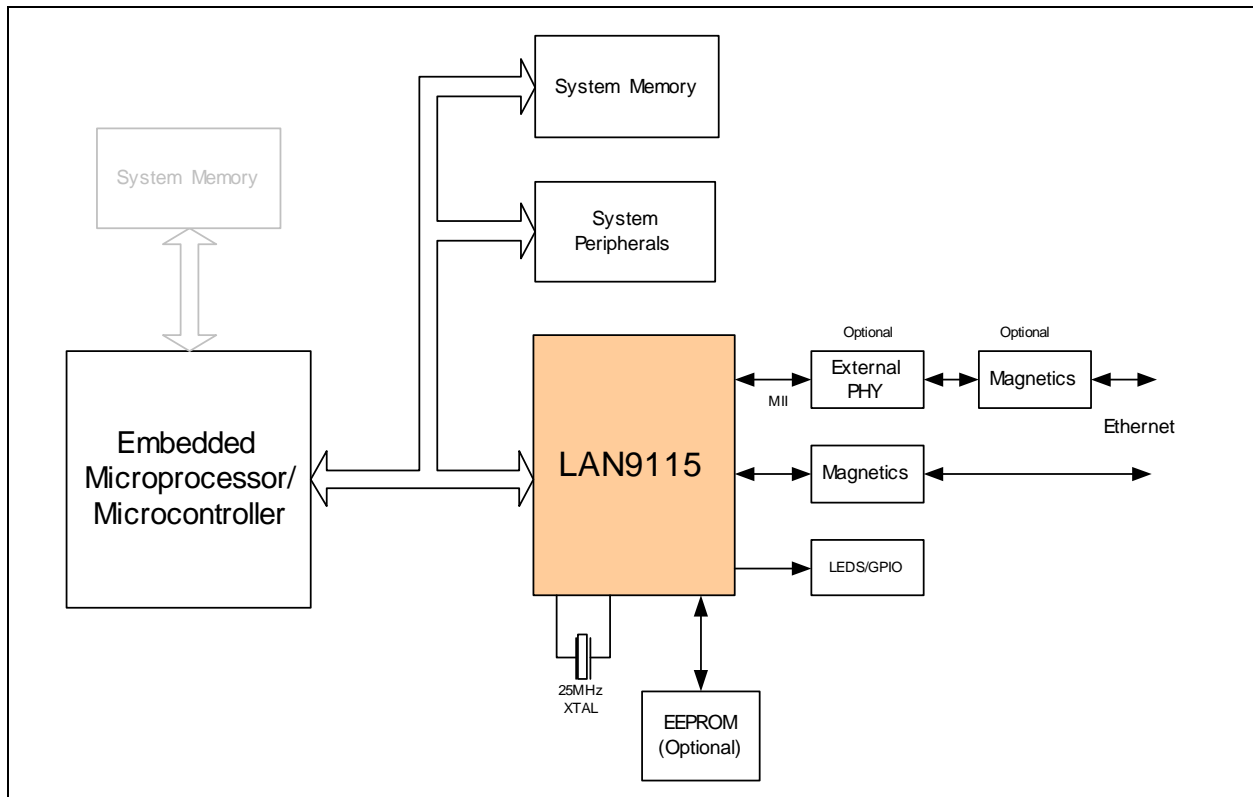 System Memory
System Memory
System
Peripherals
Optional
Optional
External
PHY
Magnetics
MII
Ethernet
Embedded
Microprocessor/
Microcontroller
LAN9115
Magnetics
LEDS/GPIO
25MHz
XTAL
EEPROM
(Optional)